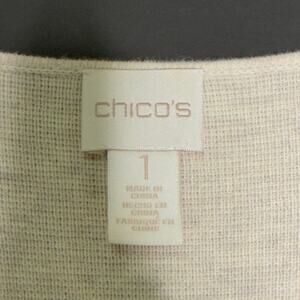 chico's
1
MADE IN
CHINA
HECHO EN
CHINA
FABRIQUÉ EN
CHINE